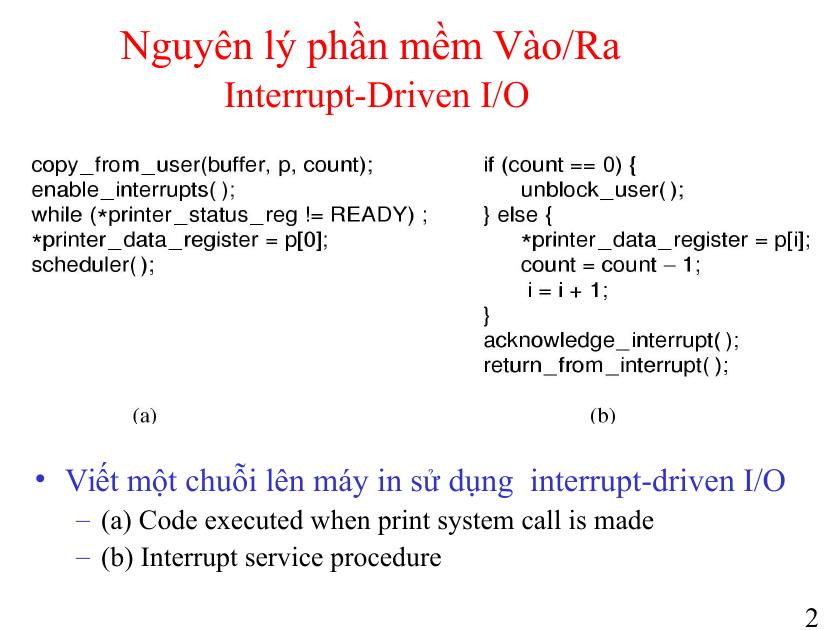 Nguyên lý phần mềm Vào/Ra
Interrupt-Driven I/O
copy_from_user(buffer, p, count);
enable_interrupts( );
while (*printer_status_reg != READY) ;
*printer_data_register = p[0];
scheduler( );
(a)
if (count == 0) {
unblock_user( );
} else {
*printer_data_register = p[i];
count = count – 1;
i = i + 1;
}
acknowledge_interrupt( );
return_from_interrupt( );
(b)
• Viết một chuỗi lên máy in sử dụng interrupt-driven I/O
– (a) Code executed when print system call is made
– (b) Interrupt service procedure
2